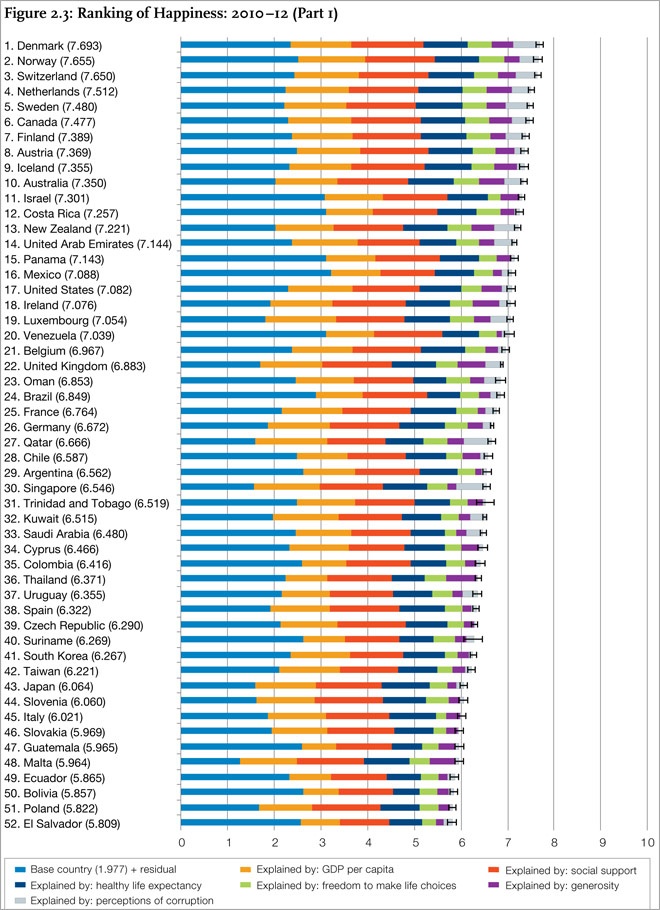 Figure 2.3: Ranking of Happiness: 2010–12 (Part 1)
1. Denmark (7.693)
2. Norway (7.655)
3. Switzerland (7.650)
4. Netherlands (7.512)
5. Sweden (7.480)
6. Canada (7.477)
7. Finland (7.389)
8. Austria (7.369)
9. Iceland (7.355)
10. Australia (7.350)
11. Israel (7.301)
12. Costa Rica (7.257)
13. New Zealand (7.221)
14. United Arab Emirates (7.144)
15. Panama (7.143)
16. Mexico (7.088)
17. United States (7.082)
18. Ireland (7.076)
19. Luxembourg (7.054)
20. Venezuela (7.039)
21. Belgium (6.967)
22. United Kingdom (6.883)
23. Oman (6.853)
24. Brazil (6.849)
25. France (6.764)
26. Germany (6.672)
27. Qatar (6.666)
28. Chile (6.587)
29. Argentina (6.562)
30. Singapore (6.546)
31. Trinidad and Tobago (6.519)
32. Kuwait (6.515)
33. Saudi Arabia (6.480)
34. Cyprus (6.466)
35. Colombia (6.416)
36. Thailand (6.371)
37. Uruguay (6.355)
38. Spain (6.322)
39. Czech Republic (6.290)
40. Suriname (6.269)
41. South Korea (6.267)
42. Taiwan (6.221)
43. Japan (6.064)
44. Slovenia (6.060)
45. Italy (6.021)
46. Slovakia (5.969)
47. Guatemala (5.965)
48. Malta (5.964)
49. Ecuador (5.865)
50. Bolivia (5.857)
51. Poland (5.822)
52. El Salvador (5.809)
0 1 2 3 4 5 6 7 8 9 10
Base country (1.977) + residual
Explained by: GDP per capita
Explained by: social support
Explained by: healthy life expectancy
Explained by: freedom to make life choices
Explained by: generosity
Explained by: perceptions of corruption